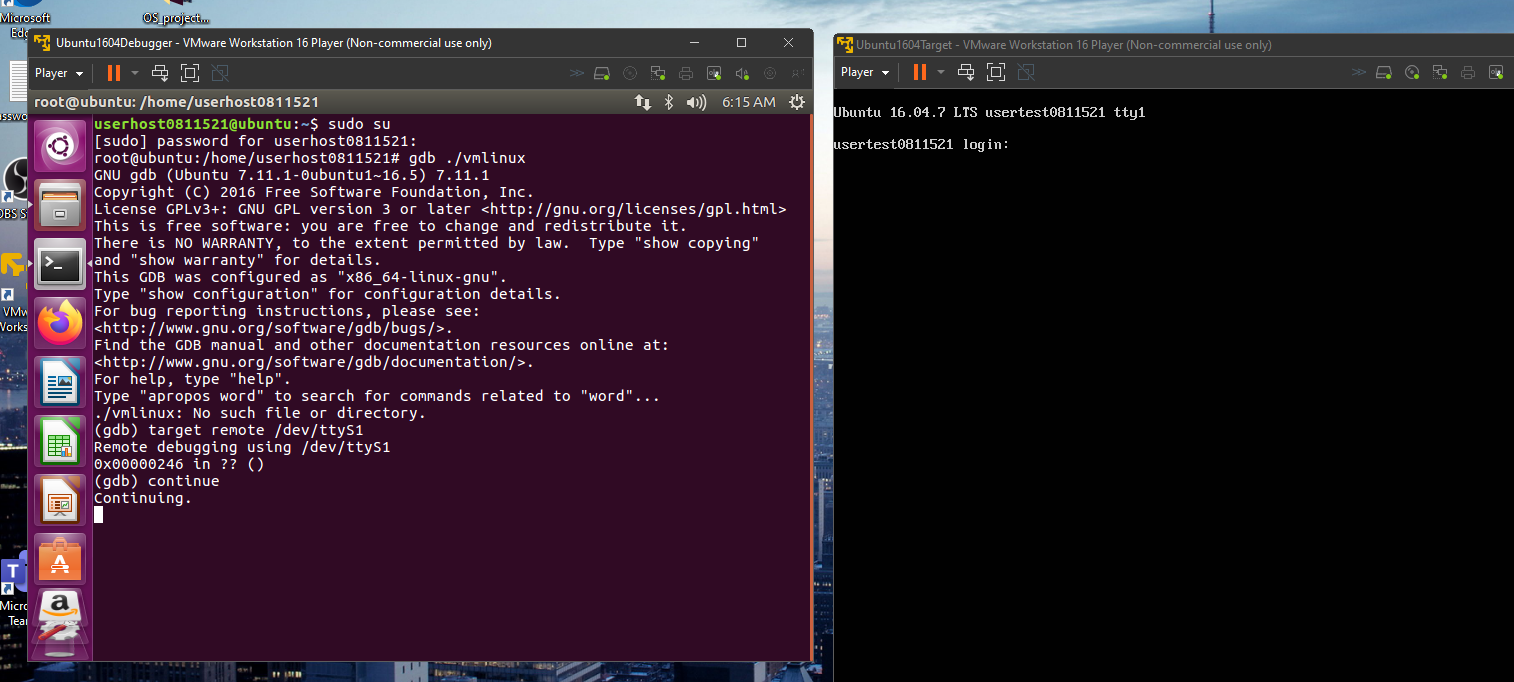 Microsoft
Edg
OS_project...
Ubuntu1604Debugger - VMware Workstation 16 Player (Non-commercial use only)
Player
root@ubuntu: /home/userhost0811521
6:15 AM
userhost0811521@ubuntu:~$ sudo su
[sudo] password for userhost0811521:
root@ubuntu:/home/userhost0811521# gdb ./vmlinux
GNU gdb (Ubuntu 7.11.1-0ubuntu1~16.5) 7.11.1
Copyright (C) 2016 Free Software Foundation, Inc.
License GPLv3+: GNU GPL version 3 or later <http://gnu.org/licenses/gpl.html>
This is free software: you are free to change and redistribute it.
There is NO WARRANTY, to the extent permitted by law.  Type "show copying"
and "show warranty" for details.
This GDB was configured as "x86_64-linux-gnu".
Type "show configuration" for configuration details.
For bug reporting instructions, please see:
<http://www.gnu.org/software/gdb/bugs/>.
Find the GDB manual and other documentation resources online at:
<http://www.gnu.org/software/gdb/documentation/>.
For help, type "help".
Type "apropos word" to search for commands related to "word"...
./vmlinux: No such file or directory.
(gdb) target remote /dev/ttyS1
Remote debugging using /dev/ttyS1
0x00000246 in ?? ()
(gdb) continue
Continuing.
Ubuntu1604Target - VMware Workstation 16 Player (Non-commercial use only)
Player
Ubuntu 16.04.7 LTS usertest0811521 tty1
usertest0811521 login: